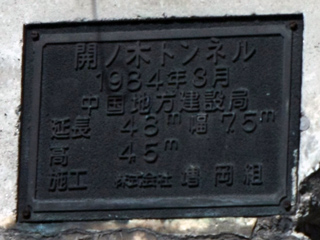 開ノ木トンネル
1984年3月
中国地方建設局
延長 46m 幅 7.5m
高 4.5m
施工 株式会社 増岡組